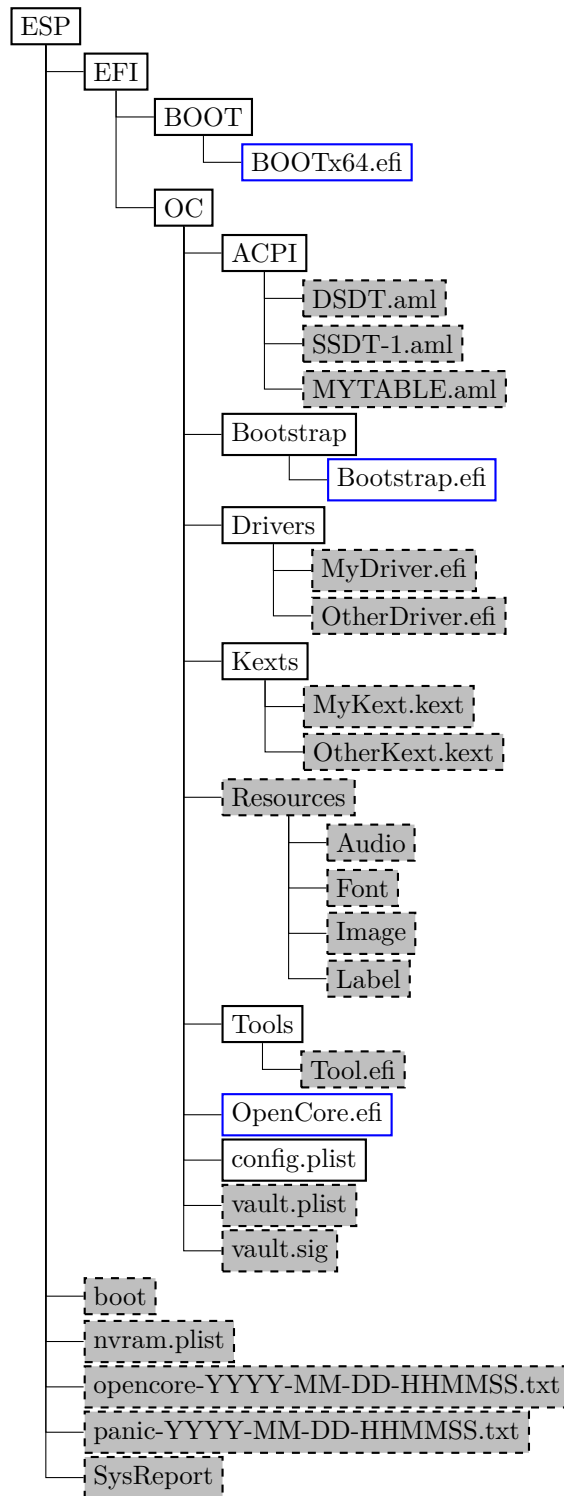 ESP
EFI
BOOT
BOOTx64.efi
OC
ACPI
DSDT.aml
SSDT-1.aml
MYTABLE.aml
Bootstrap
Bootstrap.efi
Drivers
MyDriver.efi
OtherDriver.efi
Kexts
MyKext.kext
OtherKext.kext
Resources
Audio
Font
Image
Label
Tools
Tool.efi
OpenCore.efi
config.plist
vault.plist
vault.sig
boot
nvram.plist
opencore-YYYY-MM-DD-HHMMSS.txt
panic-YYYY-MM-DD-HHMMSS.txt
SysReport